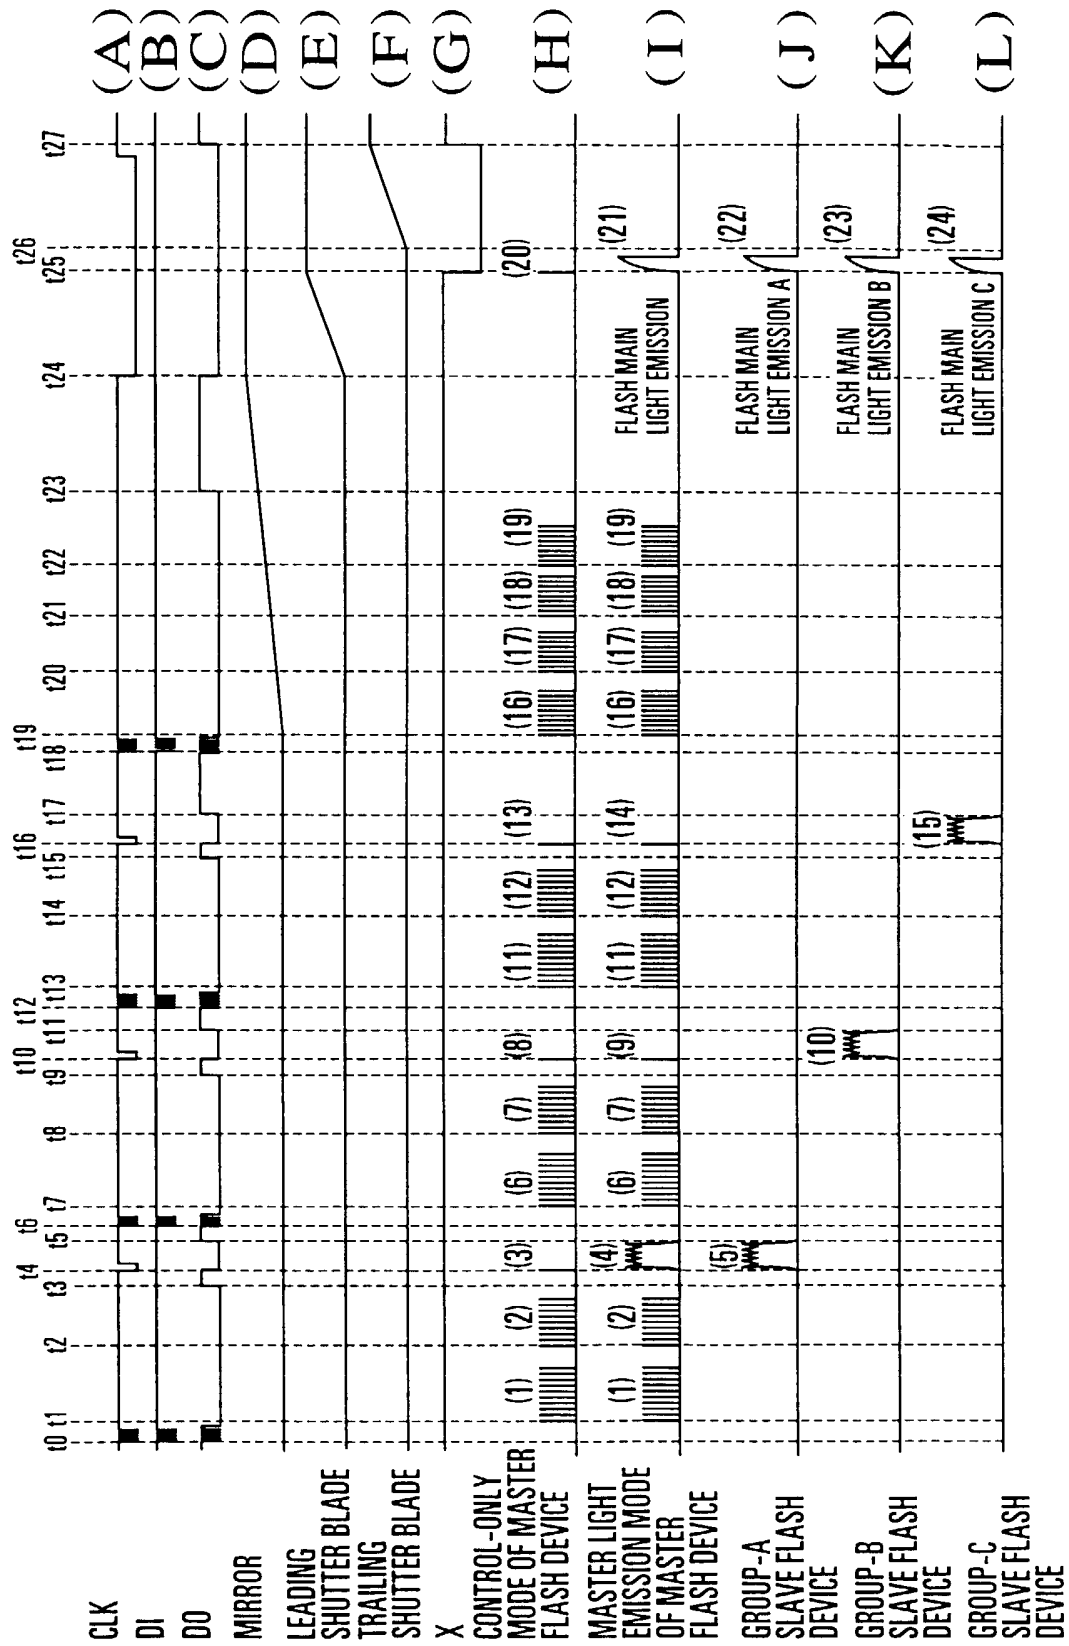 t0 t1 t2 t3 t4 t5 t6 t7 t8 t9 t10 t11 t12 t13 t14 t15 t16 t17 t18 t19 t20 t21 t22 t23 t24 t25 t26 t27
CLK
(A)
DI
(B)
DO
(C)
MIRROR
(D)
LEADING
SHUTTER BLADE
(E)
TRAILING
SHUTTER BLADE
(F)
X
(G)
CONTROL-ONLY
MODE OF MASTER
FLASH DEVICE
(1) (2) (3) (6) (7) (8) (11) (12) (13) (16) (17) (18) (19) (20)
(H)
MASTER LIGHT
EMISSION MODE
OF MASTER
FLASH DEVICE
(1) (2) (4) (6) (7) (9) (11) (12) (14) (16) (17) (18) (19) (21)
FLASH MAIN
LIGHT EMISSION
(I)
GROUP-A
SLAVE FLASH
DEVICE
(5) (22)
FLASH MAIN
LIGHT EMISSION A
(J)
GROUP-B
SLAVE FLASH
DEVICE
(10) (23)
FLASH MAIN
LIGHT EMISSION B
(K)
GROUP-C
SLAVE FLASH
DEVICE
(15) (24)
FLASH MAIN
LIGHT EMISSION C
(L)